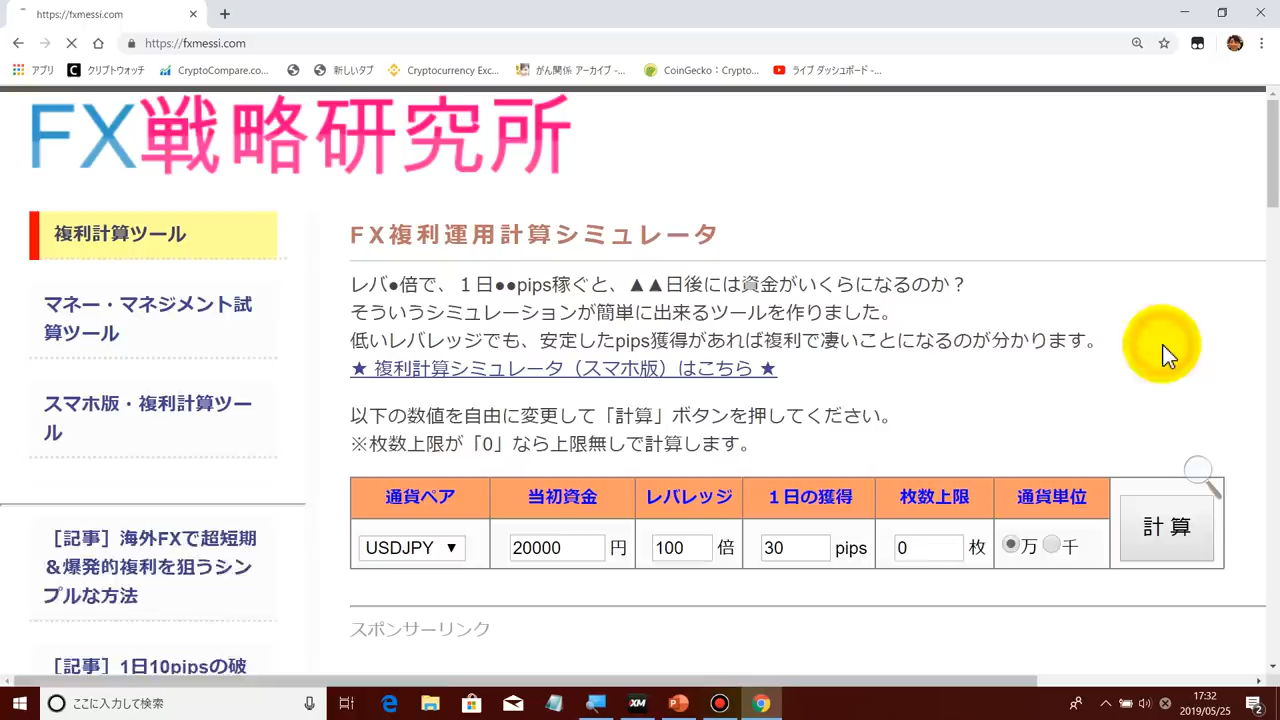 https://fxmessi.com
https://fxmessi.com
アプリ
クリプトウォッチ
CryptoCompare.co...
新しいタブ
Cryptocurrency Exc...
がん関係 アーカイブ -...
CoinGecko：Crypto...
ライブ ダッシュボード -...
FX戦略研究所
複利計算ツール
マネー・マネジメント試
算ツール
スマホ版・複利計算ツー
ル
［記事］海外FXで超短期
＆爆発的複利を狙うシン
プルな方法
［記事］1日10pipsの破
FX複利運用計算シミュレータ
レバ●倍で、１日●●pips稼ぐと、▲▲日後には資金がいくらになるのか？
そういうシミュレーションが簡単に出来るツールを作りました。
低いレバレッジでも、安定したpips獲得があれば複利で凄いことになるのが分かります。
★ 複利計算シミュレータ（スマホ版）はこちら ★
以下の数値を自由に変更して「計算」ボタンを押してください。
※枚数上限が「0」なら上限無しで計算します。
通貨ペア 当初資金 レバレッジ １日の獲得 枚数上限 通貨単位
USDJPY ▼ 20000 円 100 倍 30 pips 0 枚 万 千 計 算
スポンサーリンク
ここに入力して検索
XM
17:32
2019/05/25
2